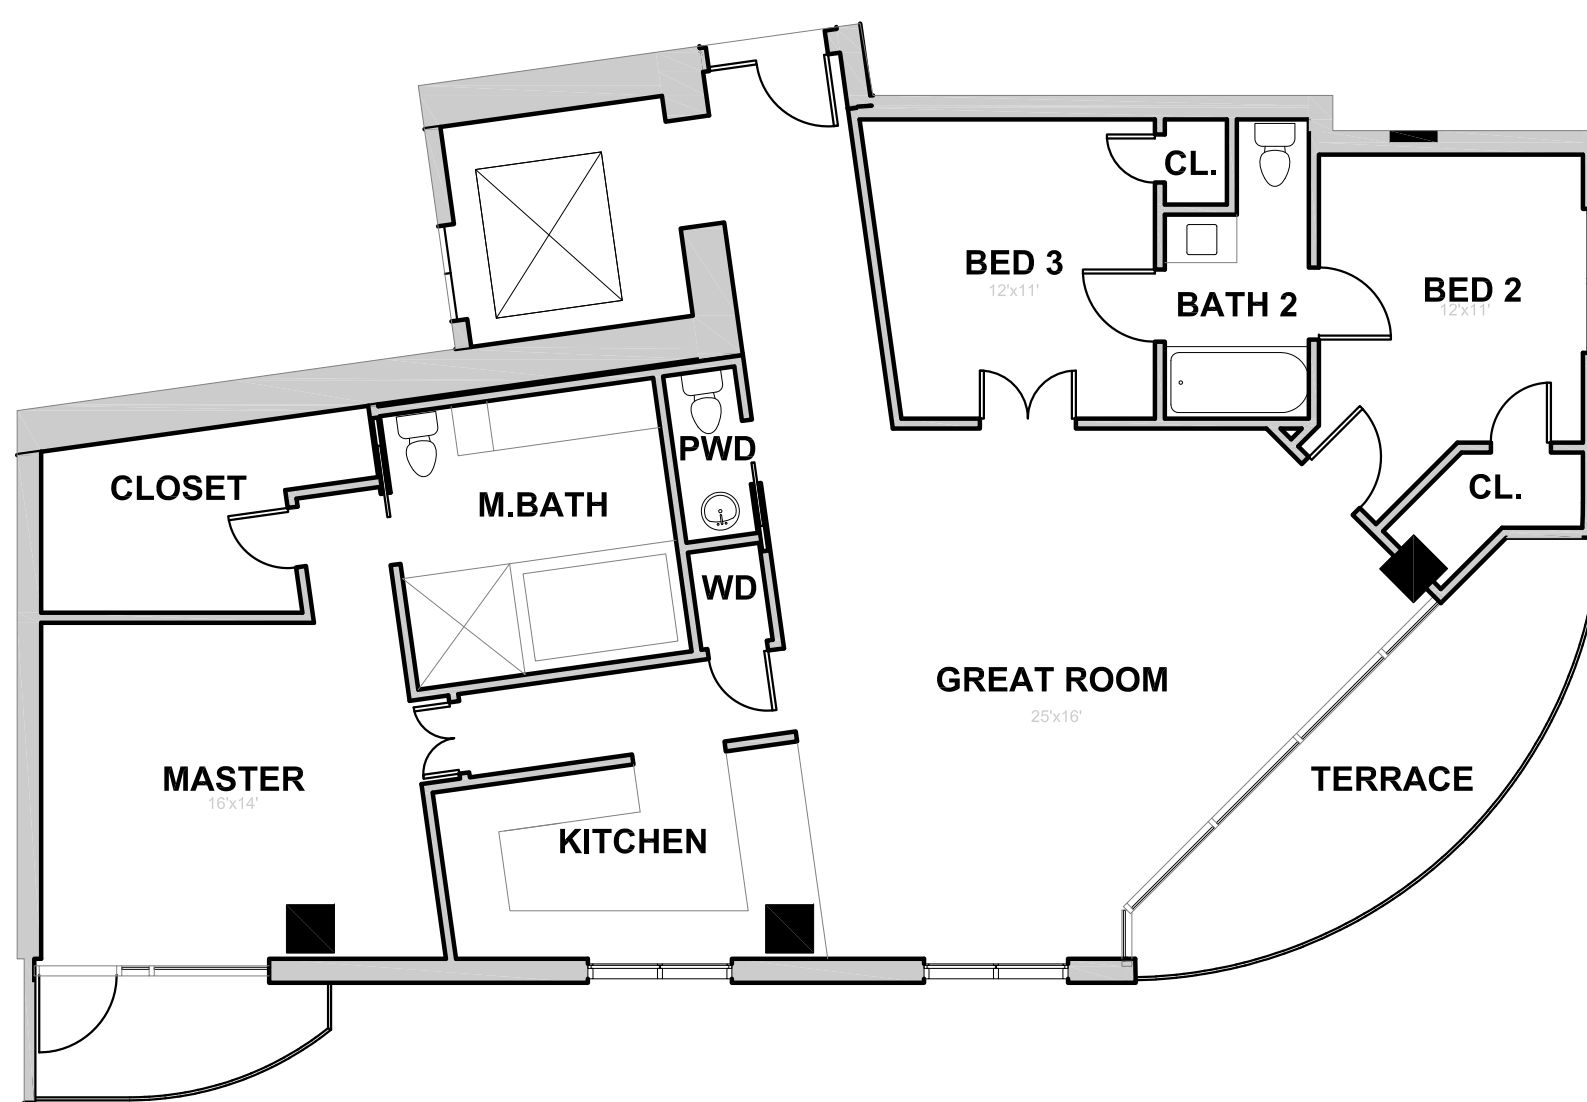 CL.
BED 3
12'x11'
BATH 2
BED 2
12'x11'
PWD
CLOSET
M.BATH
CL.
WD
GREAT ROOM
25'x16'
MASTER
16'x14'
TERRACE
KITCHEN